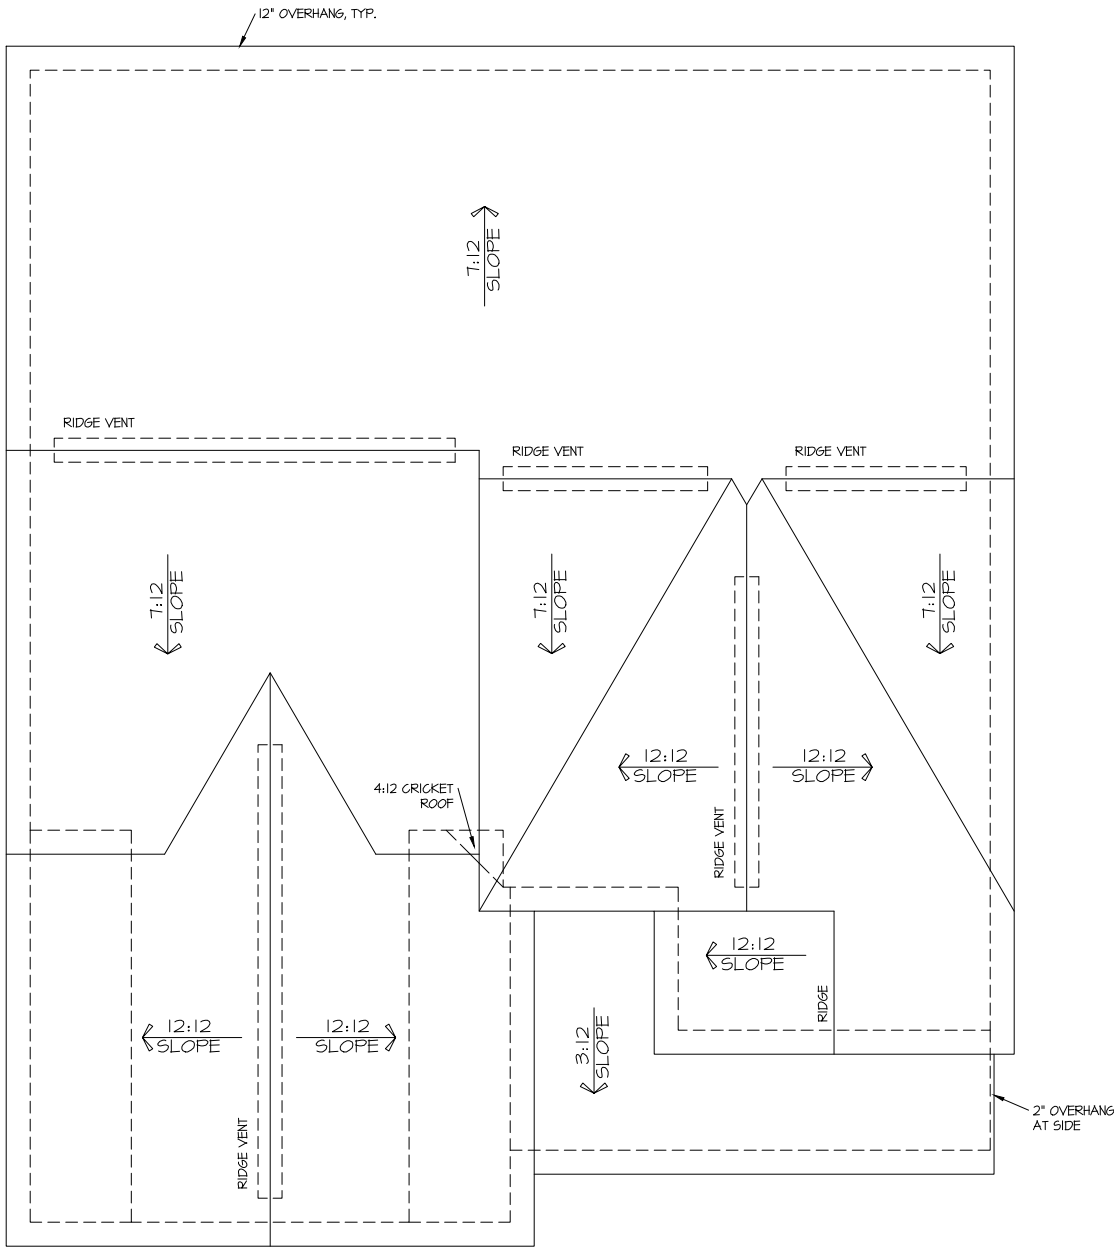 12" OVERHANG, TYP.
7:12
SLOPE
RIDGE VENT
RIDGE VENT
RIDGE VENT
7:12
SLOPE
7:12
SLOPE
7:12
SLOPE
12:12
SLOPE
12:12
SLOPE
4:12 CRICKET
ROOF
RIDGE VENT
12:12
SLOPE
RIDGE
12:12
SLOPE
12:12
SLOPE
3:12
SLOPE
RIDGE VENT
2" OVERHANG
AT SIDE